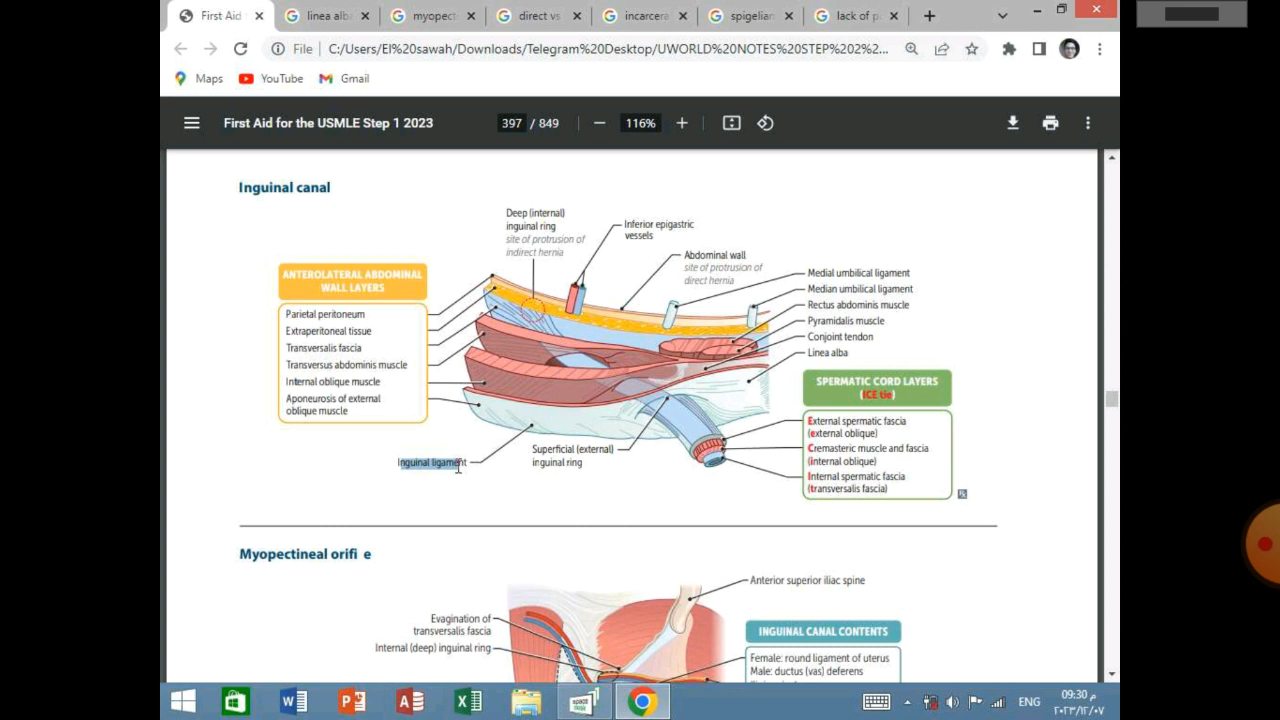 First Aid
linea alba
myopect
direct vs
incarcera
spigelian
lack of p
File
C:/Users/El%20sawah/Downloads/Telegram%20Desktop/UWORLD%20NOTES%20STEP%202%2...
Maps
YouTube
Gmail
First Aid for the USMLE Step 1 2023
397 / 849
116%
Inguinal canal
Deep (internal)
inguinal ring
site of protrusion of
indirect hernia
Inferior epigastric
vessels
Abdominal wall
site of protrusion of
direct hernia
ANTEROLATERAL ABDOMINAL
WALL LAYERS
Parietal peritoneum
Extraperitoneal tissue
Transversalis fascia
Transversus abdominis muscle
Internal oblique muscle
Aponeurosis of external
oblique muscle
Medial umbilical ligament
Median umbilical ligament
Rectus abdominis muscle
Pyramidalis muscle
Conjoint tendon
Linea alba
SPERMATIC CORD LAYERS
(ICE tie)
External spermatic fascia
(external oblique)
Cremasteric muscle and fascia
(internal oblique)
Internal spermatic fascia
(transversalis fascia)
Inguinal ligament
Superficial (external)
inguinal ring
Myopectineal orifi e
Anterior superior iliac spine
Evagination of
transversalis fascia
Internal (deep) inguinal ring
INGUINAL CANAL CONTENTS
Female: round ligament of uterus
Male: ductus (vas) deferens
ENG
09:30 م
٢٠٢٣/١٢/٠٧